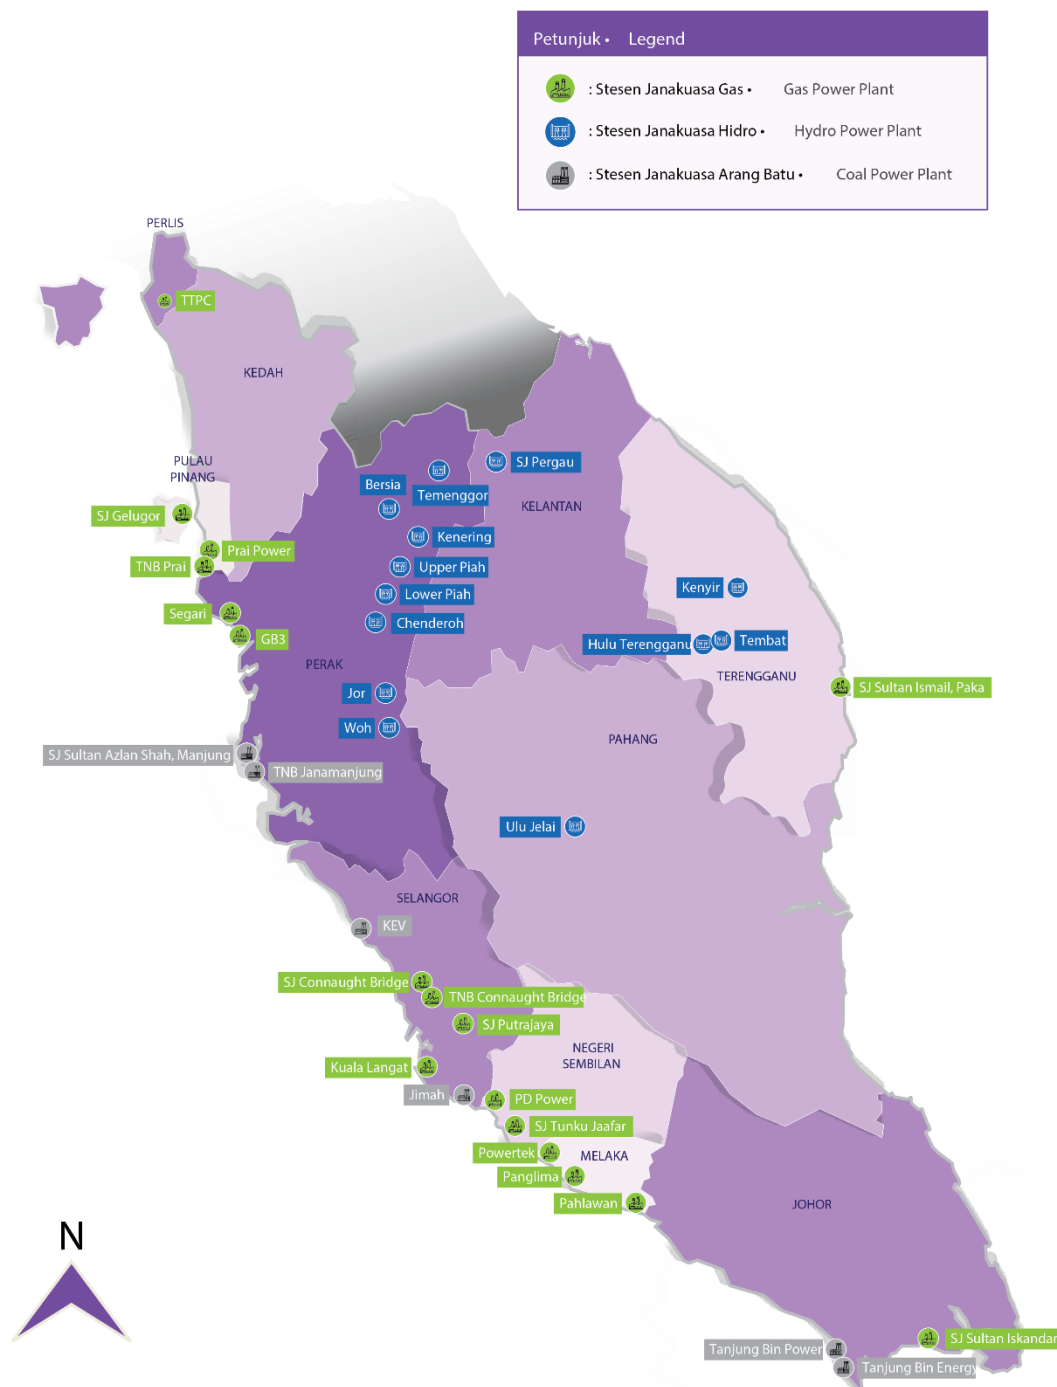 Petunjuk • Legend
: Stesen Janakuasa Gas • Gas Power Plant
: Stesen Janakuasa Hidro • Hydro Power Plant
: Stesen Janakuasa Arang Batu • Coal Power Plant
PERLIS
TTPC
KEDAH
PULAU
PINANG
SJ Pergau
Bersia
Temenggor
KELANTAN
SJ Gelugor
Kenering
Prai Power
TNB Prai
Upper Piah
Kenyir
Lower Piah
Segari
Chenderoh
GB3
Hulu Terengganu
Tembat
PERAK
TERENGGANU
SJ Sultan Ismail, Paka
Jor
Woh
PAHANG
SJ Sultan Azlan Shah, Manjung
TNB Janamanjung
Ulu Jelai
SELANGOR
KEV
SJ Connaught Bridge
TNB Connaught Bridge
SJ Putrajaya
NEGERI
SEMBILAN
Kuala Langat
Jimah
PD Power
SJ Tunku Jaafar
Powertek
MELAKA
Panglima
Pahlawan
JOHOR
N
SJ Sultan Iskandar
Tanjung Bin Power
Tanjung Bin Energy